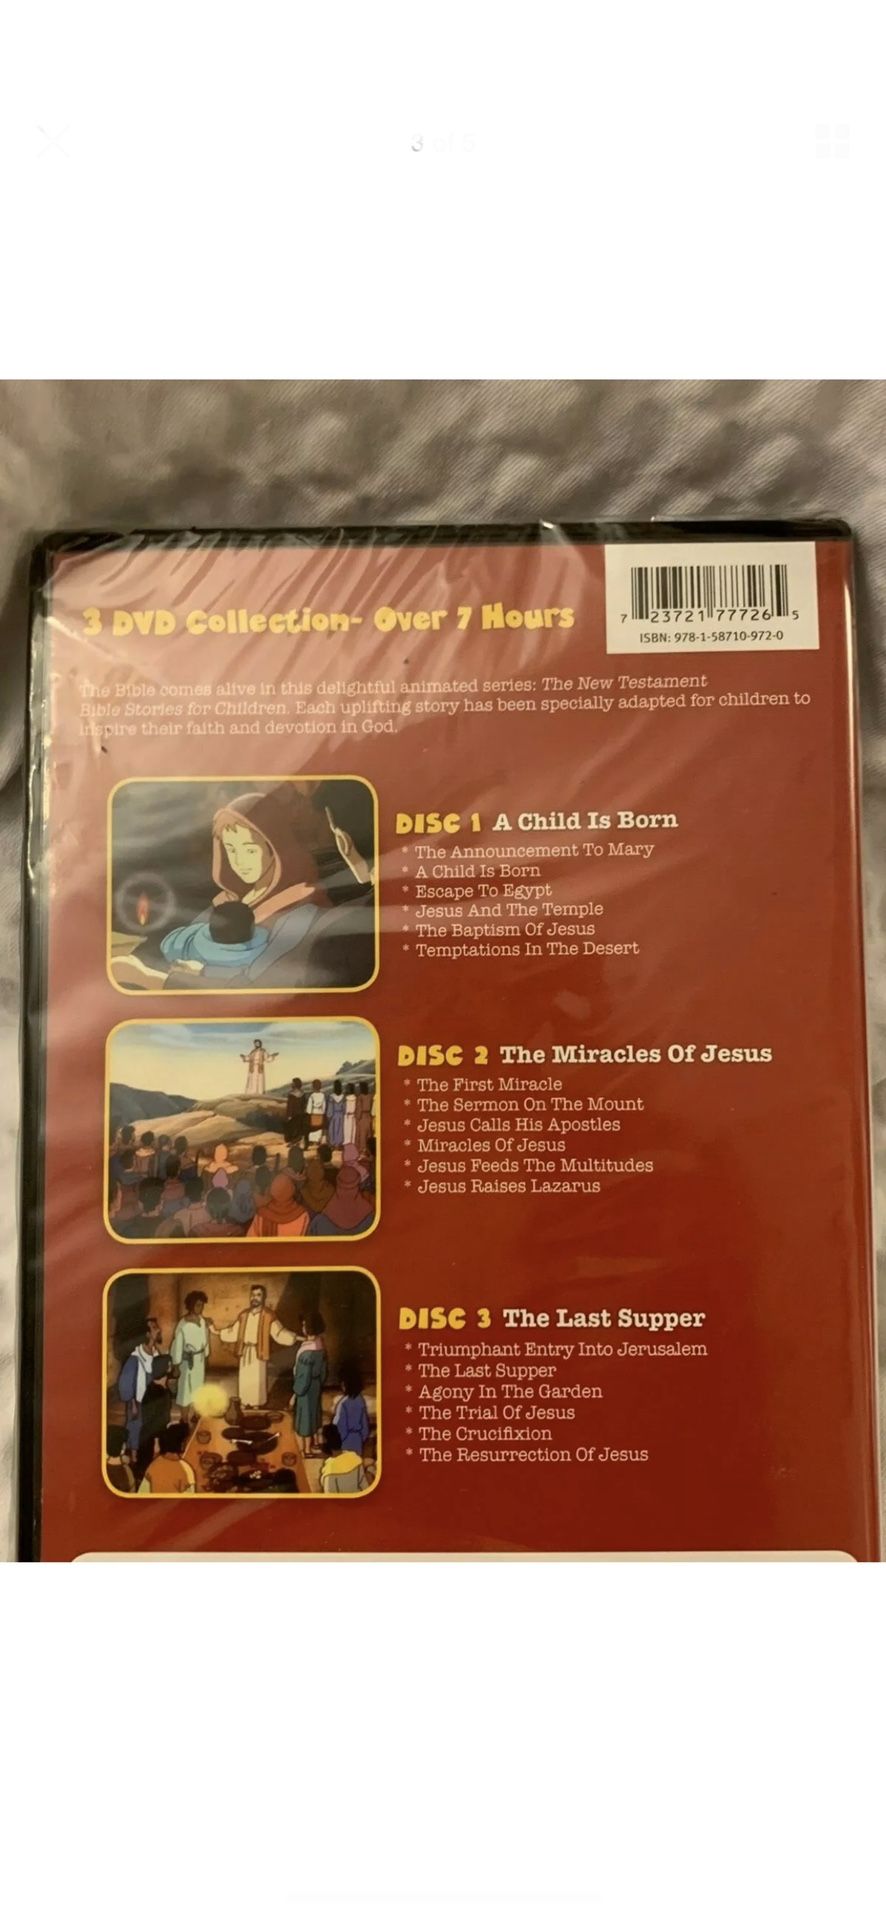 3 of 5
3 DVD Collection- Over 7 Hours
7 23721 77726 5
ISBN: 978-1-58710-972-0
The Bible comes alive in this delightful animated series: The New Testament
Bible Stories for Children. Each uplifting story has been specially adapted for children to
inspire their faith and devotion in God.
DISC 1 A Child Is Born
* The Announcement To Mary
* A Child Is Born
* Escape To Egypt
* Jesus And The Temple
* The Baptism Of Jesus
* Temptations In The Desert
DISC 2 The Miracles Of Jesus
* The First Miracle
* The Sermon On The Mount
* Jesus Calls His Apostles
* Miracles Of Jesus
* Jesus Feeds The Multitudes
* Jesus Raises Lazarus
DISC 3 The Last Supper
* Triumphant Entry Into Jerusalem
* The Last Supper
* Agony In The Garden
* The Trial Of Jesus
* The Crucifixion
* The Resurrection Of Jesus